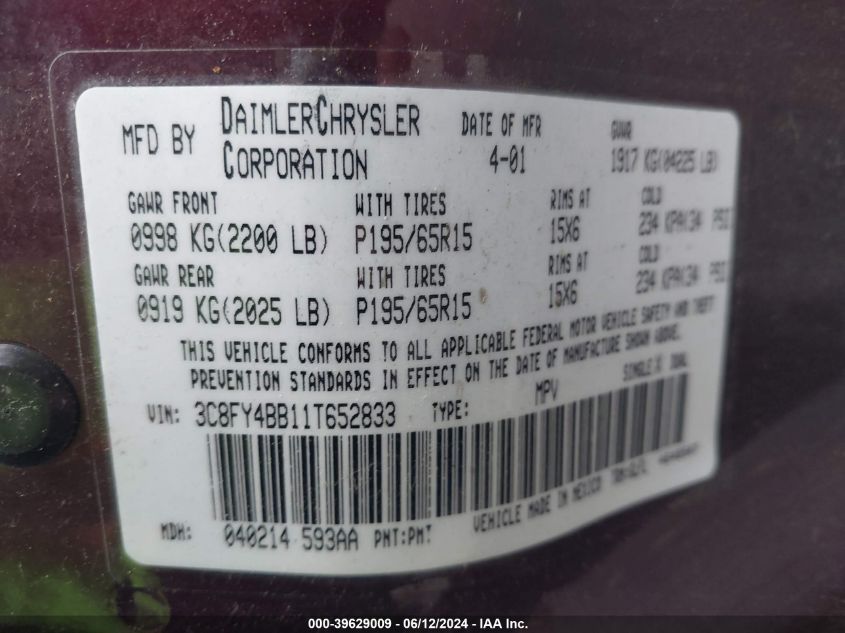 MFD BY DAIMLERCHRYSLER CORPORATION DATE OF MFR 4-01 GVWR 1917 KG(04225 LB)
GAWR FRONT WITH TIRES RIMS AT COLD
0998 KG(2200 LB) P195/65R15 15X6 234 KPA(34 PSI
GAWR REAR WITH TIRES RIMS AT COLD
0919 KG(2025 LB) P195/65R15 15X6 234 KPA(34 PSI
THIS VEHICLE CONFORMS TO ALL APPLICABLE FEDERAL MOTOR VEHICLE SAFETY AND THEFT
PREVENTION STANDARDS IN EFFECT ON THE DATE OF MANUFACTURE SHOWN ABOVE.
VIN: 3C8FY4BB11T652833 TYPE: MPV SINGLE X DUAL
MDH: 040214 593AA PNT:PMT VEHICLE MADE IN MEXICO
000-39629009 - 06/12/2024 - IAA Inc.